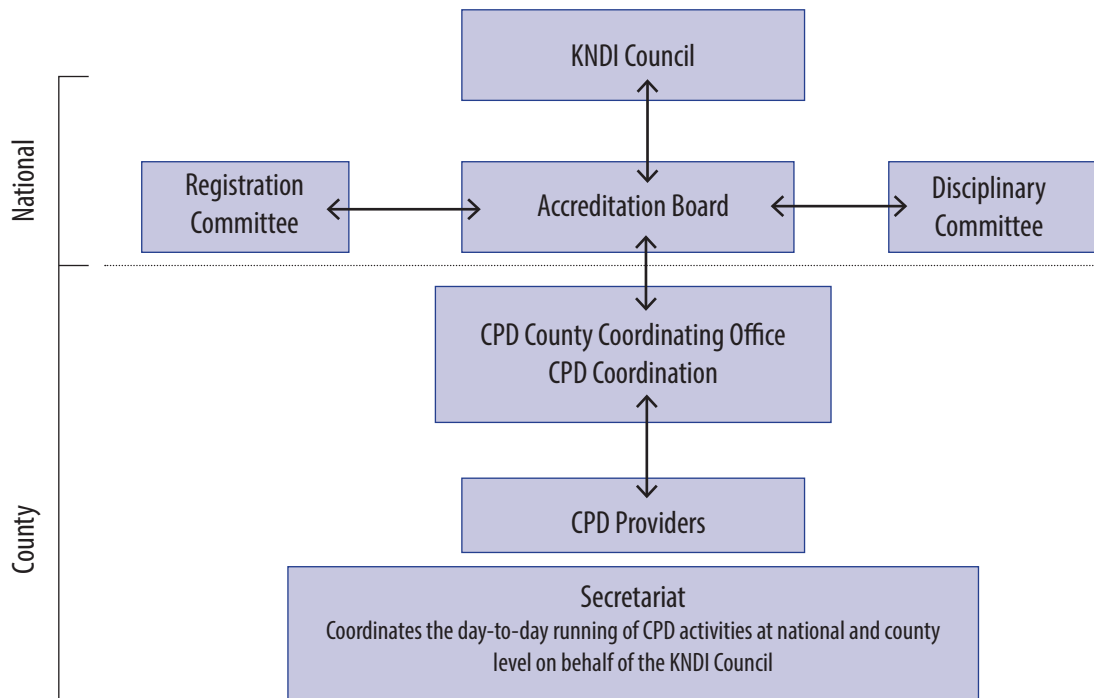 KNDI Council
National
Registration
Committee
Accreditation Board
Disciplinary
Committee
CPD County Coordinating Office
CPD Coordination
County
CPD Providers
Secretariat
Coordinates the day-to-day running of CPD activities at national and county
level on behalf of the KNDI Council